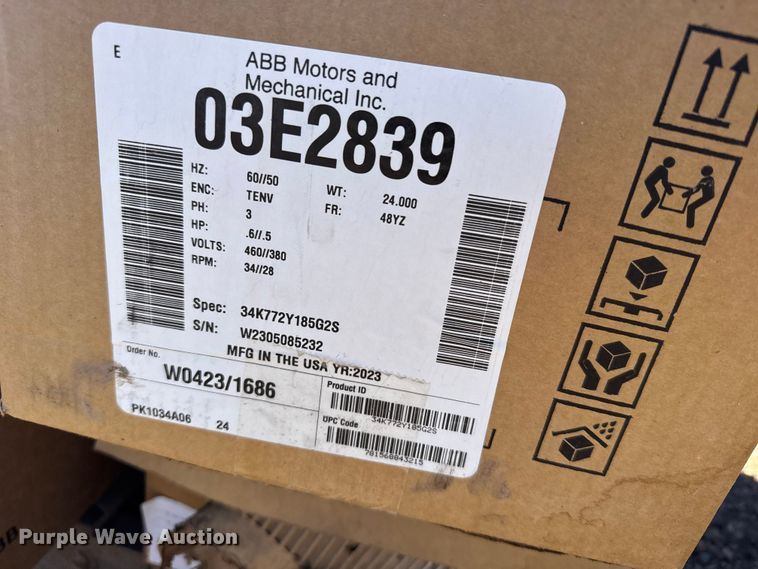 E
ABB Motors and
Mechanical Inc.
03E2839
HZ: 60//50 WT: 24.000
ENC: TENV FR: 48YZ
PH: 3
HP: .6//.5
VOLTS: 460//380
RPM: 34//28
Spec: 34K772Y185G2S
S/N: W2305085232
MFG IN THE USA YR:2023
Order No.
W0423/1686
PK1034A06 24
Product ID
34K772Y185G2S
UPC Code
781568843215
Purple Wave Auction